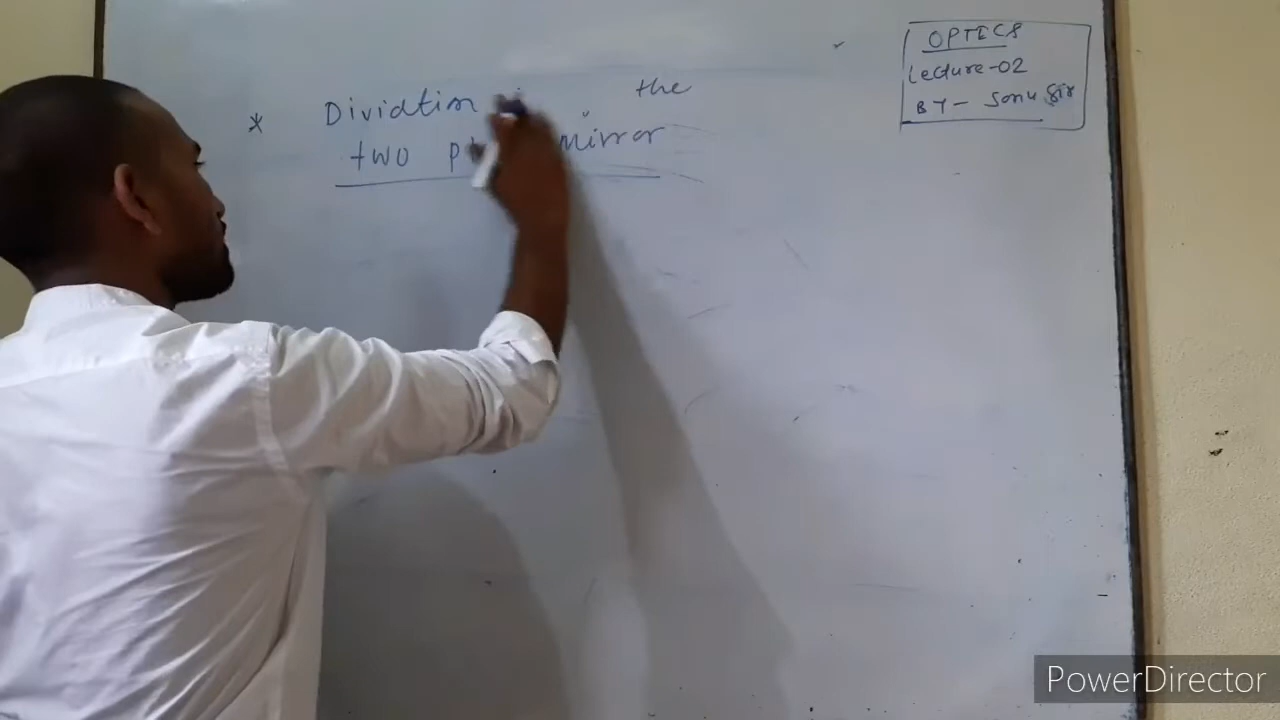 * Dividtion the
two mirror
OPTICS
Lecture-02
BY- Sonu Sir
PowerDirector